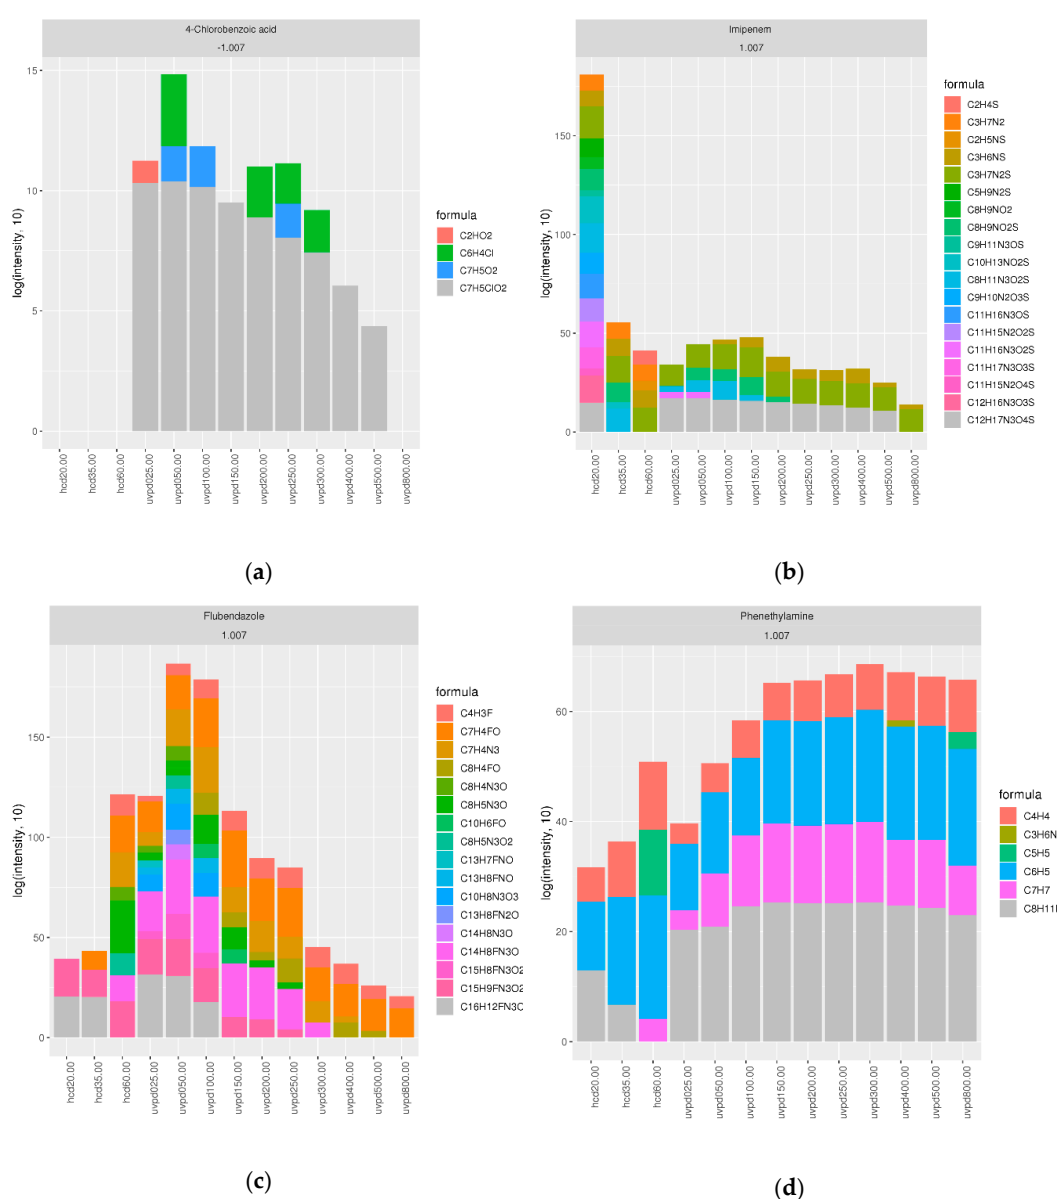 4-Chlorobenzoic acid
-1.007
log(intensity, 10)
15
10
5
0
hcd20.00
hcd35.00
hcd60.00
uvpd025.00
uvpd050.00
uvpd100.00
uvpd150.00
uvpd200.00
uvpd250.00
uvpd300.00
uvpd400.00
uvpd500.00
uvpd800.00
formula
C2HO2
C6H4Cl
C7H5O2
C7H5ClO2
(a)
Imipenem
1.007
log(intensity, 10)
150
100
50
0
hcd20.00
hcd35.00
hcd60.00
uvpd025.00
uvpd050.00
uvpd100.00
uvpd150.00
uvpd200.00
uvpd250.00
uvpd300.00
uvpd400.00
uvpd500.00
uvpd800.00
formula
C2H4S
C3H7N2
C2H5NS
C3H6NS
C3H7N2S
C5H9N2S
C8H9NO2
C8H9NO2S
C9H11N3OS
C10H13NO2S
C8H11N3O2S
C9H10N2O3S
C11H16N3OS
C11H15N2O2S
C11H16N3O2S
C11H17N3O3S
C11H15N2O4S
C12H16N3O3S
C12H17N3O4S
(b)
Flubendazole
1.007
log(intensity, 10)
150
100
50
0
hcd20.00
hcd35.00
hcd60.00
uvpd025.00
uvpd050.00
uvpd100.00
uvpd150.00
uvpd200.00
uvpd250.00
uvpd300.00
uvpd400.00
uvpd500.00
uvpd800.00
formula
C4H3F
C7H4FO
C7H4N3
C8H4FO
C8H4N3O
C8H5N3O
C10H6FO
C8H5N3O2
C13H7FNO
C13H8FNO
C10H8N3O3
C13H8FN2O
C14H8N3O
C14H8FN3O
C15H8FN3O2
C15H9FN3O2
C16H12FN3O
(c)
Phenethylamine
1.007
log(intensity, 10)
60
40
20
0
hcd20.00
hcd35.00
hcd60.00
uvpd025.00
uvpd050.00
uvpd100.00
uvpd150.00
uvpd200.00
uvpd250.00
uvpd300.00
uvpd400.00
uvpd500.00
uvpd800.00
formula
C4H4
C3H6N
C5H5
C6H5
C7H7
(d)